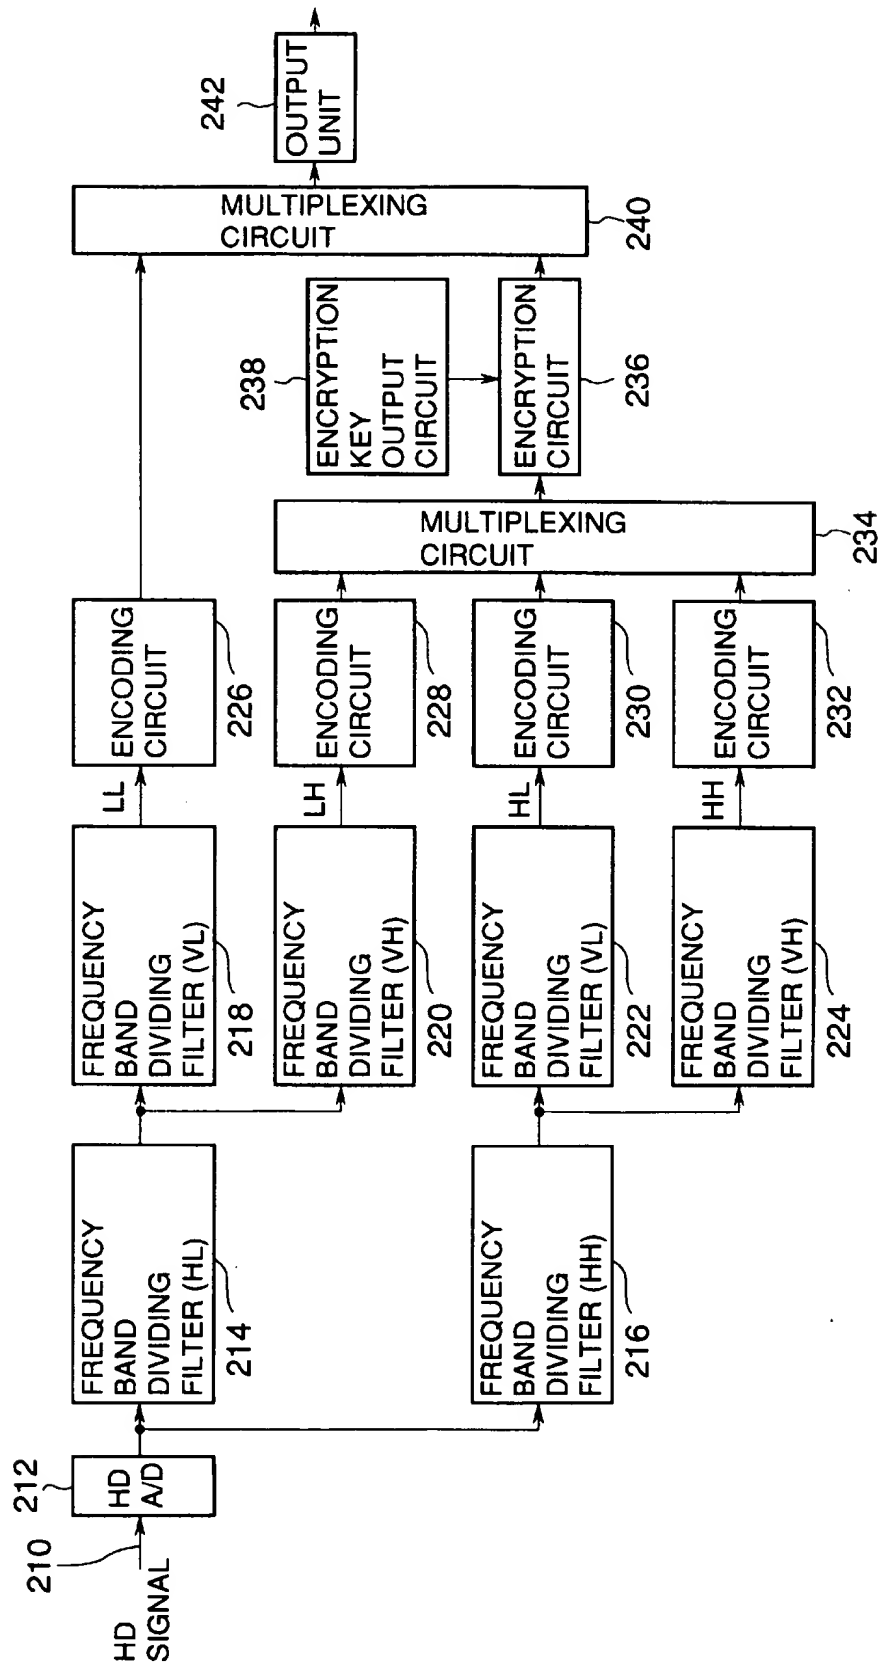 HD
SIGNAL
210
212
HD
A/D
FREQUENCY
BAND
DIVIDING
FILTER (HL)
214
FREQUENCY
BAND
DIVIDING
FILTER (HH)
216
FREQUENCY
BAND
DIVIDING
FILTER (VL)
218
FREQUENCY
BAND
DIVIDING
FILTER (VH)
220
FREQUENCY
BAND
DIVIDING
FILTER (VL)
222
FREQUENCY
BAND
DIVIDING
FILTER (VH)
224
LL
LH
HL
HH
ENCODING
CIRCUIT
226
ENCODING
CIRCUIT
228
ENCODING
CIRCUIT
230
ENCODING
CIRCUIT
232
MULTIPLEXING
CIRCUIT
234
238
ENCRYPTION
KEY
OUTPUT
CIRCUIT
ENCRYPTION
CIRCUIT
236
MULTIPLEXING
CIRCUIT
240
242
OUTPUT
UNIT